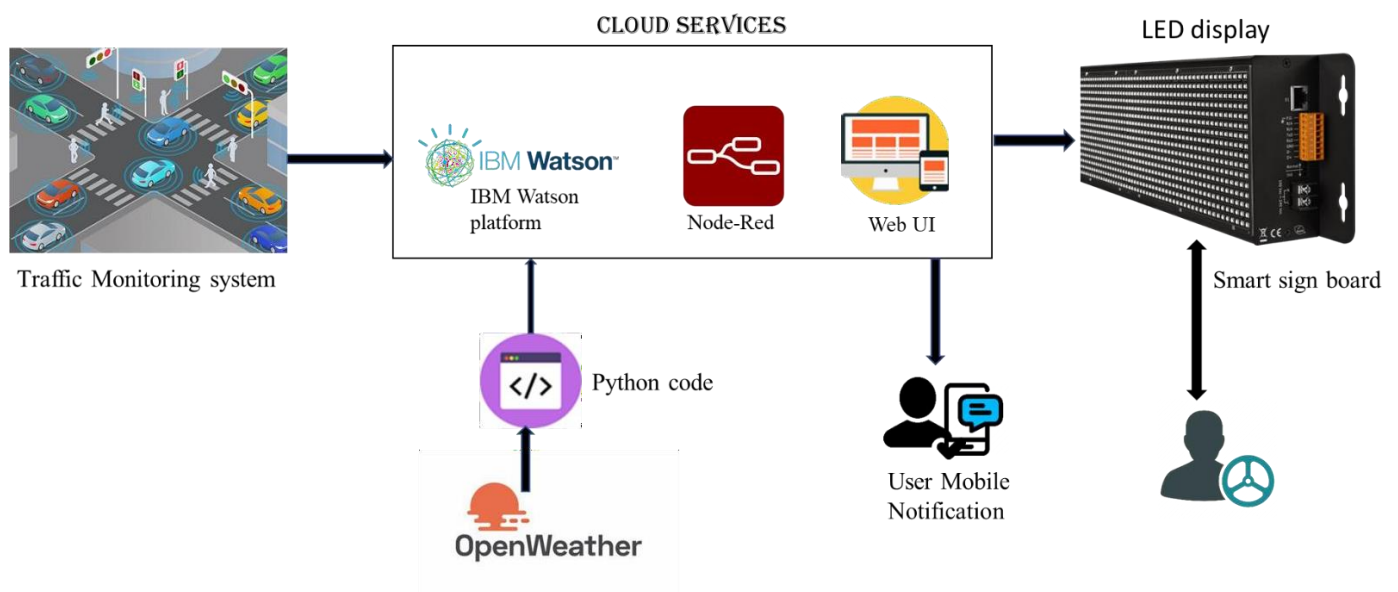 CLOUD SERVICES
LED display
IBM Watson™
IBM Watson
platform
Node-Red
Web UI
Traffic Monitoring system
Smart sign board
</>
Python code
User Mobile
Notification
OpenWeather